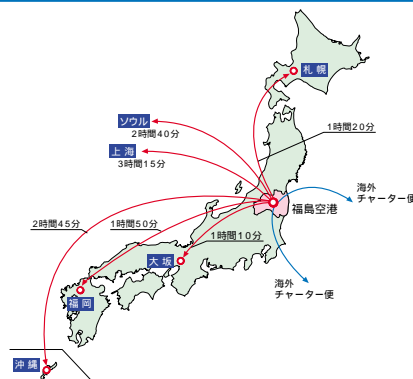 札幌
ソウル
2時間40分
上海
3時間15分
1時間20分
海外
チャーター便
福島空港
2時間45分
1時間50分
1時間10分
大坂
海外
チャーター便
福岡
沖縄